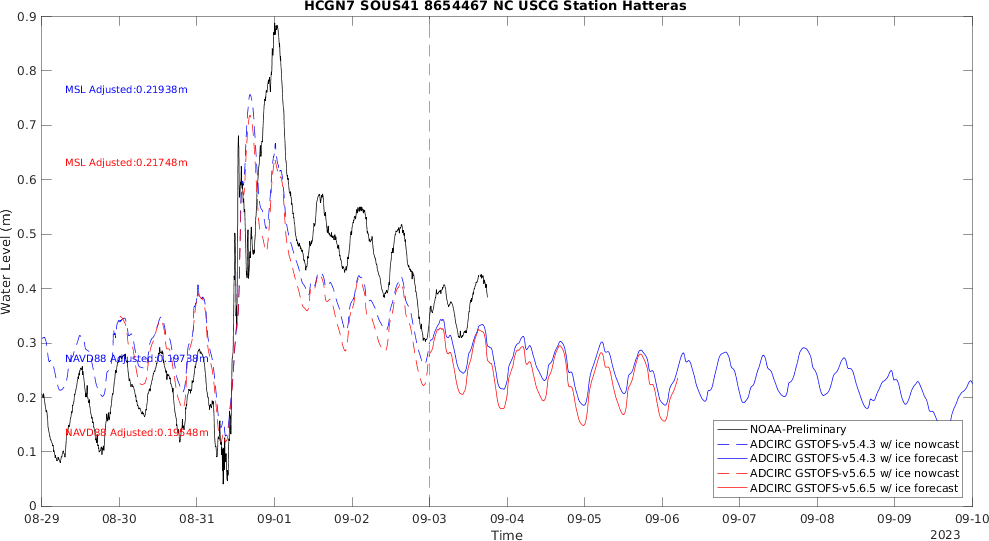 HCGN7 SOUS41 8654467 NC USCG Station Hatteras
0.9
0.8
0.7
0.6
0.5
0.4
0.3
0.2
0.1
0
Water Level (m)
MSL Adjusted:0.21938m
MSL Adjusted:0.21748m
NAVD88 Adjusted:0.19738m
NAVD88 Adjusted:0.19548m
NOAA-Preliminary
ADCIRC GSTOFS-v5.4.3 w/ ice nowcast
ADCIRC GSTOFS-v5.4.3 w/ ice forecast
ADCIRC GSTOFS-v5.6.5 w/ ice nowcast
ADCIRC GSTOFS-v5.6.5 w/ ice forecast
08-29 08-30 08-31 09-01 09-02 09-03 09-04 09-05 09-06 09-07 09-08 09-09 09-10
Time
2023